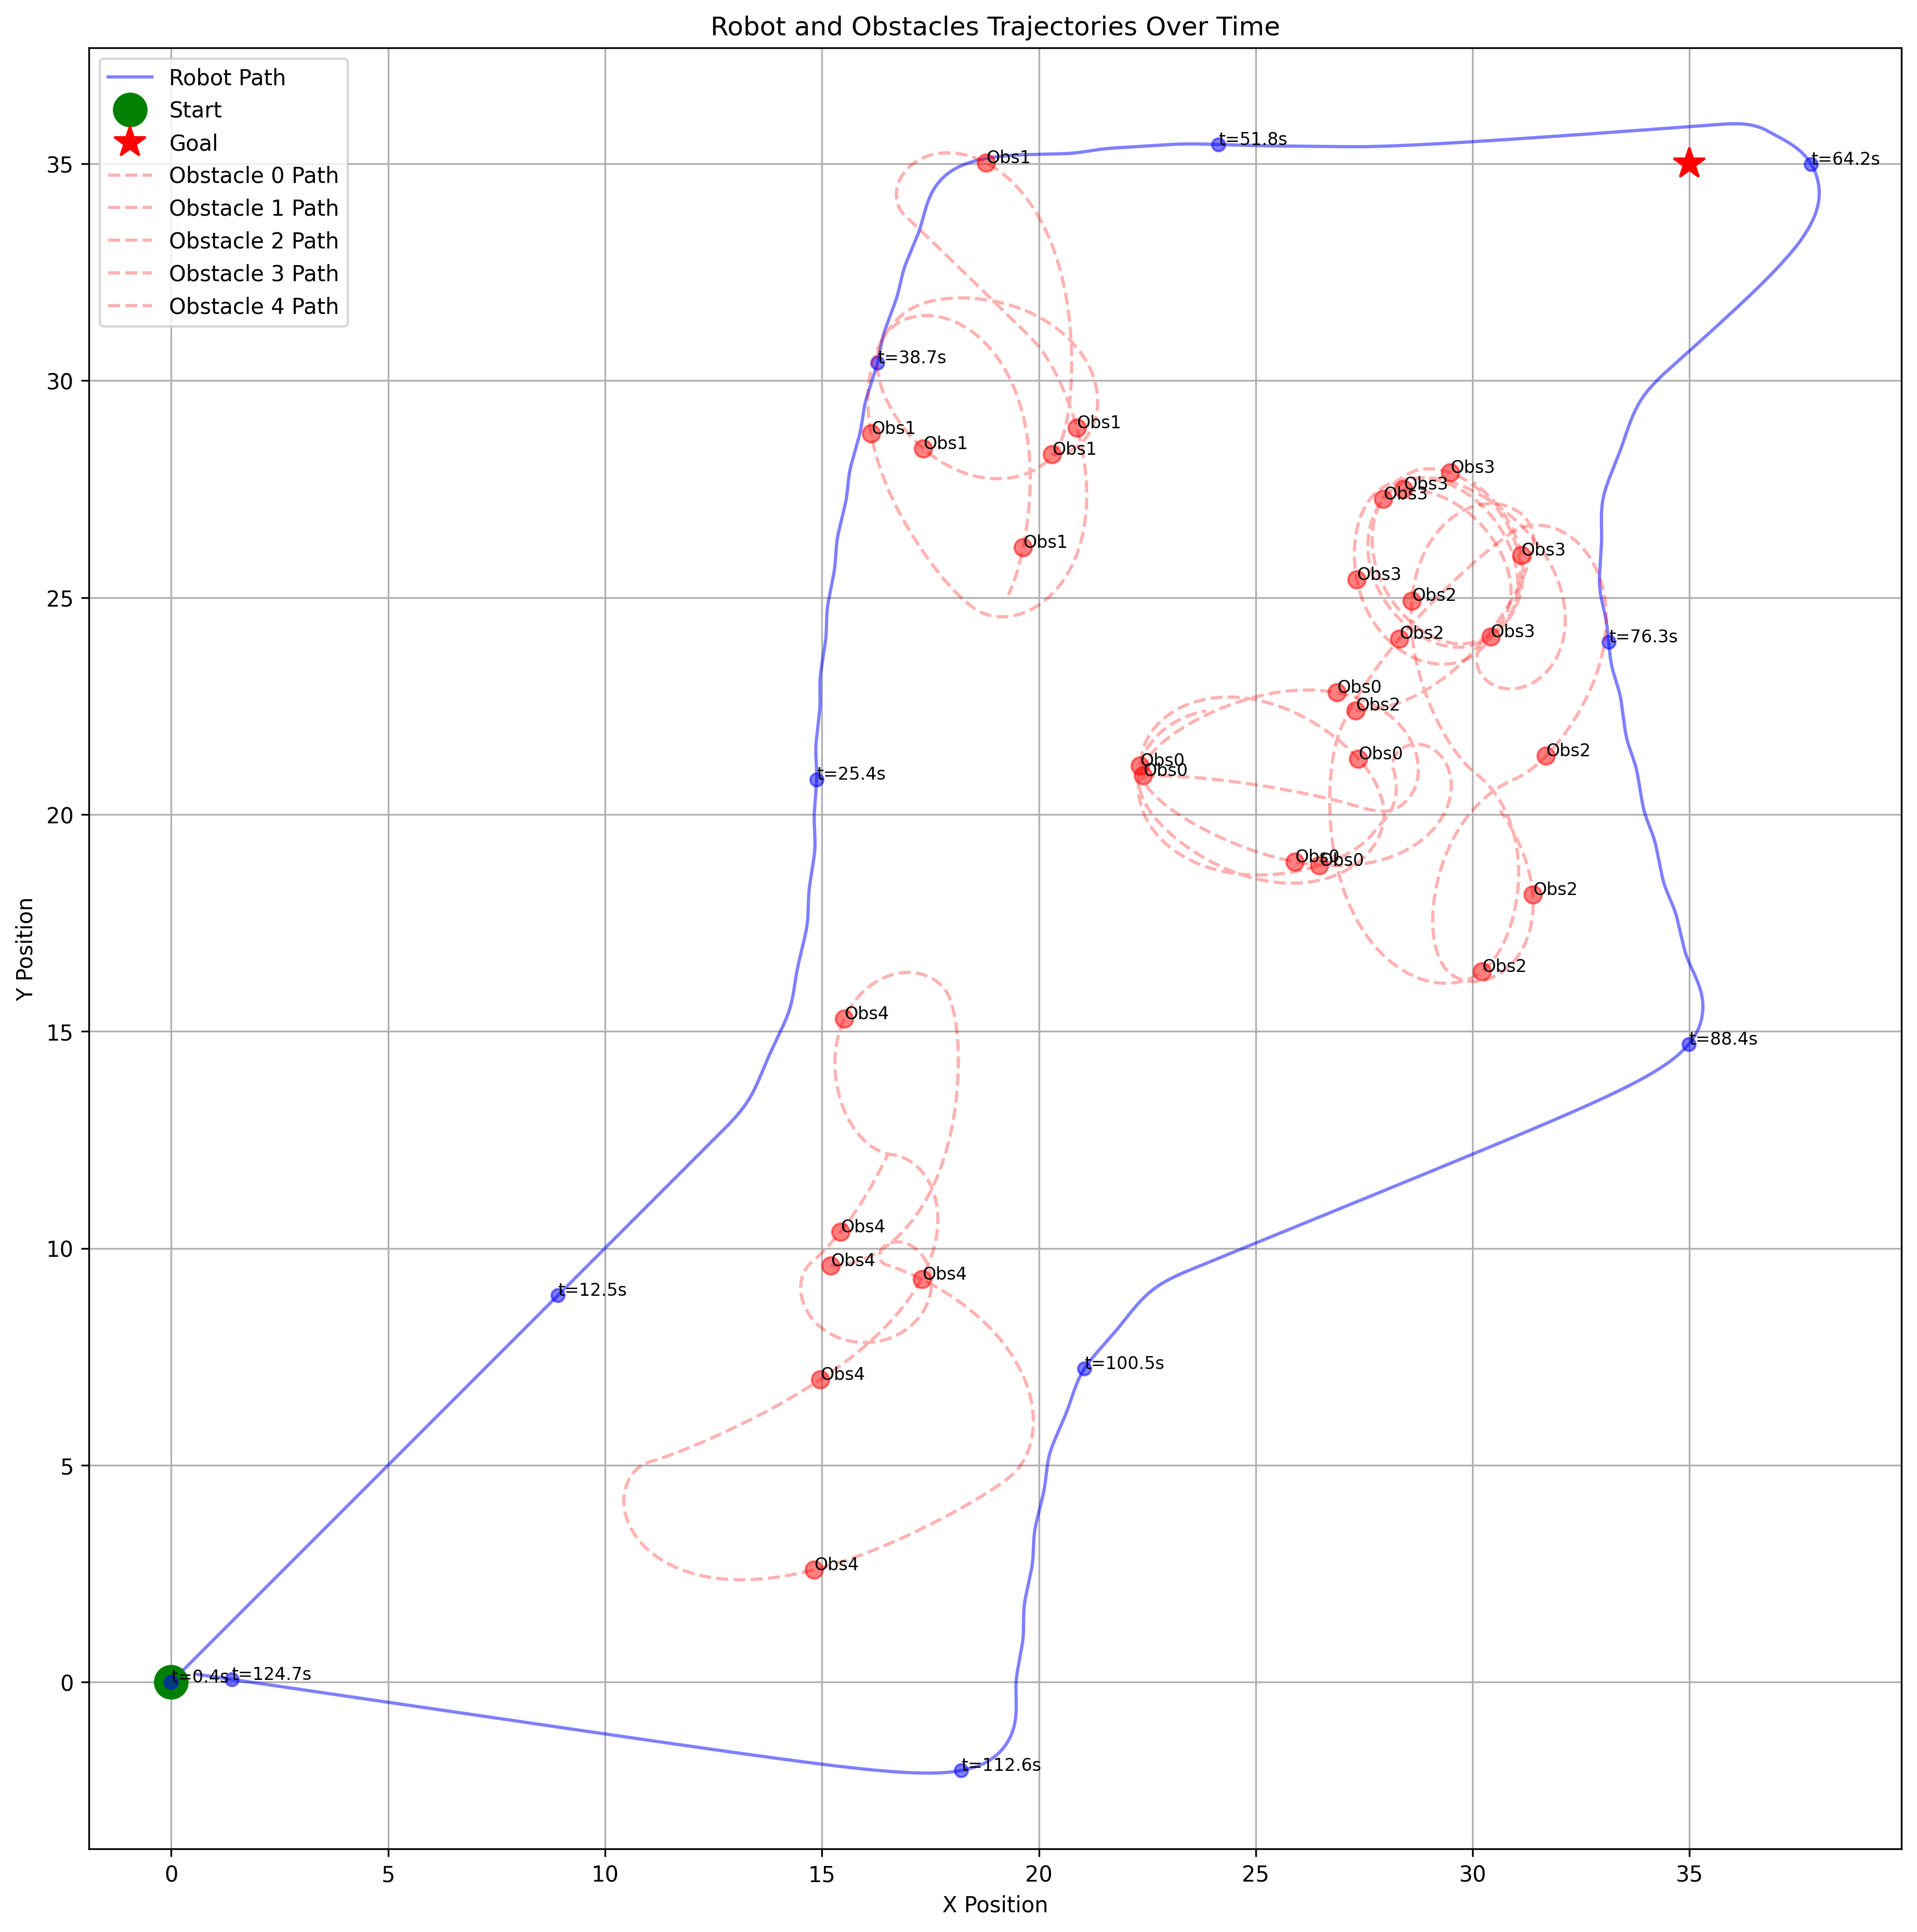 Robot and Obstacles Trajectories Over Time
Robot Path
Start
Goal
Obstacle 0 Path
Obstacle 1 Path
Obstacle 2 Path
Obstacle 3 Path
Obstacle 4 Path
t=51.8s
Obs1
t=64.2s
t=38.7s
Obs1
Obs1
Obs1
Obs1
Obs3
Obs3
Obs3
Obs1
Obs3
Obs3
Obs2
Obs3
Obs2
t=76.3s
Obs0
Obs2
Obs0
Obs2
Obs0
Obs0
t=25.4s
Obs0
Obs0
Obs2
Obs2
Obs4
t=88.4s
Obs4
Obs4
Obs4
t=12.5s
t=100.5s
Obs4
Obs4
t=0.4s
t=124.7s
t=112.6s
35
30
25
20
15
10
5
0
Y Position
0 5 10 15 20 25 30 35
X Position